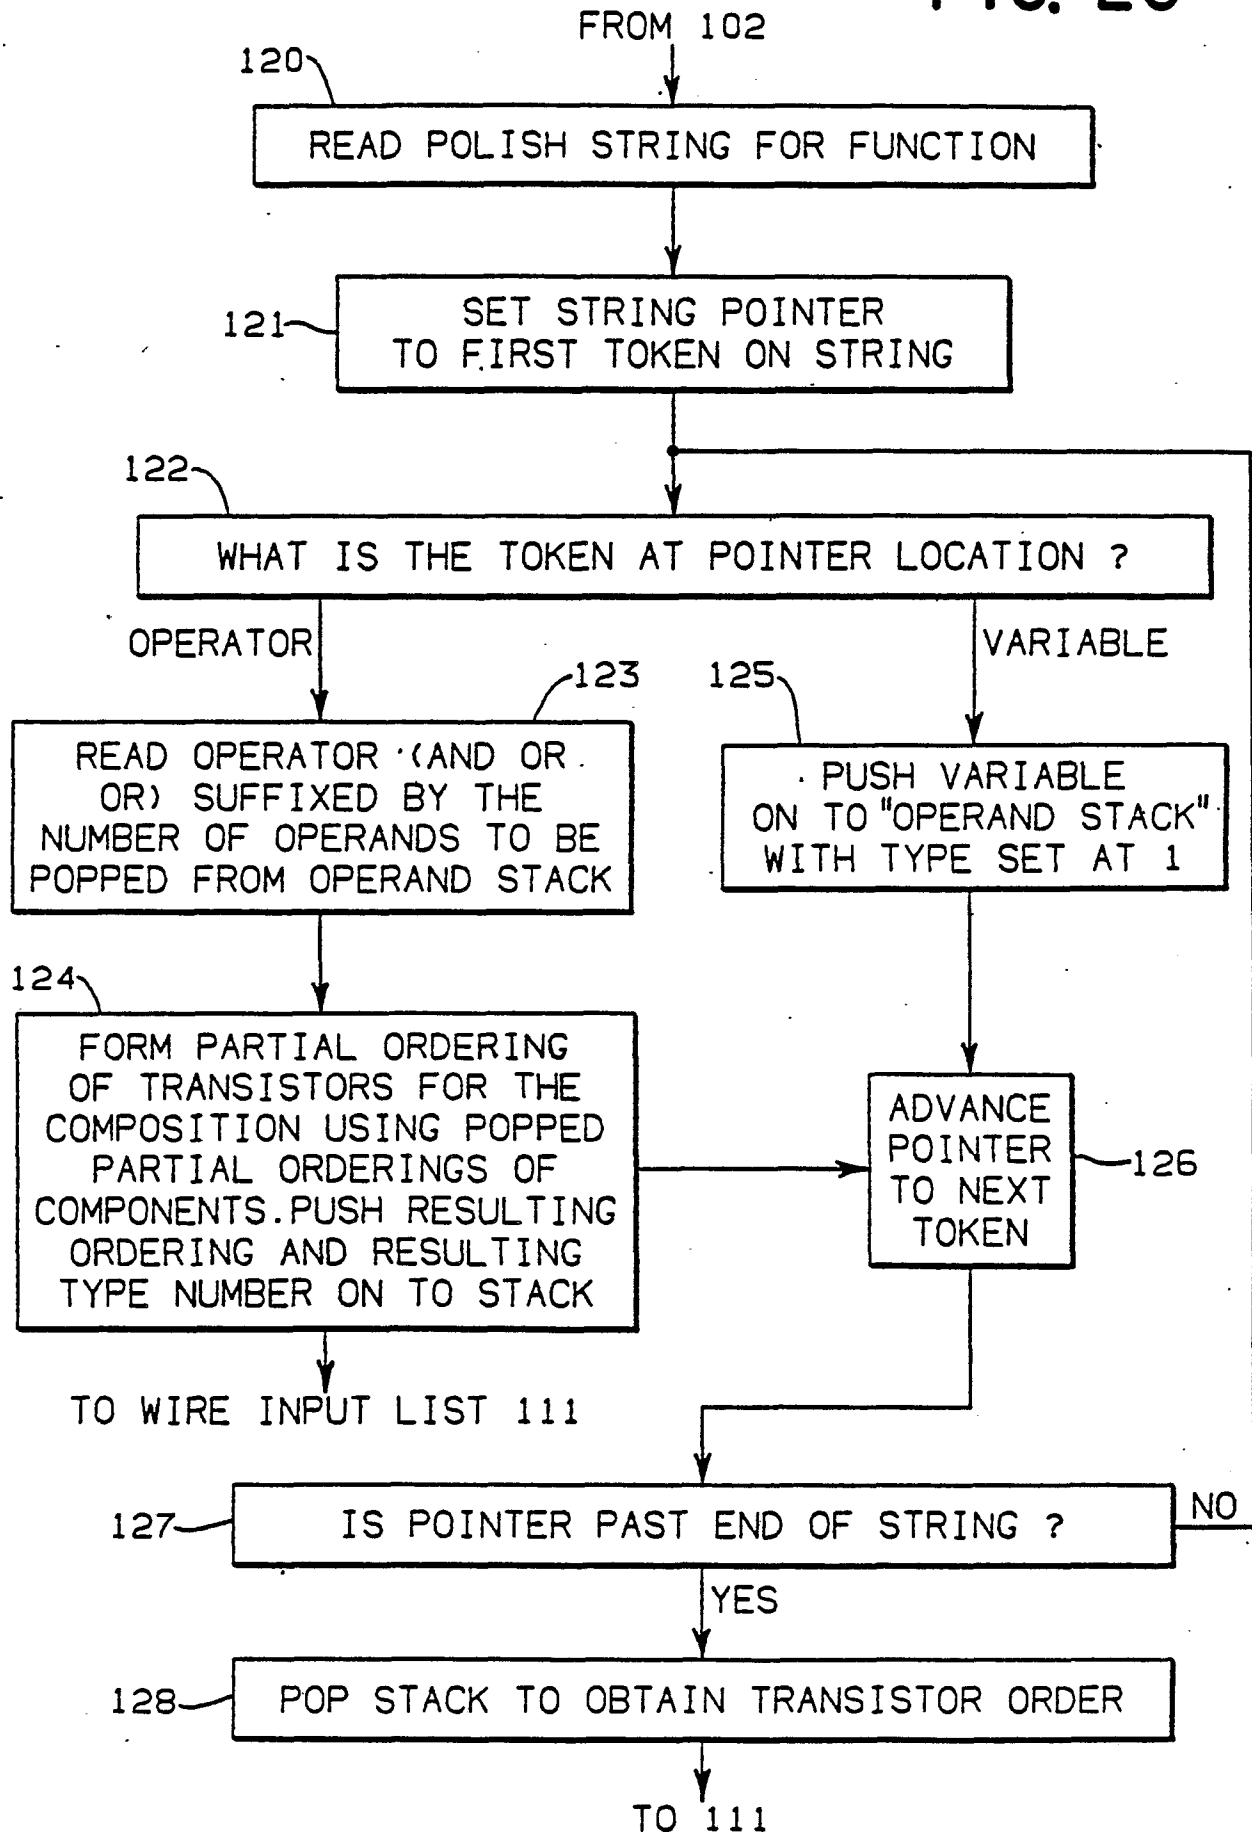 FROM 102
120
READ POLISH STRING FOR FUNCTION
121
SET STRING POINTER
TO FIRST TOKEN ON STRING
122
WHAT IS THE TOKEN AT POINTER LOCATION ?
OPERATOR
VARIABLE
123
READ OPERATOR (AND OR
OR) SUFFIXED BY THE
NUMBER OF OPERANDS TO BE
POPPED FROM OPERAND STACK
125
PUSH VARIABLE
ON TO "OPERAND STACK"
WITH TYPE SET AT 1
124
FORM PARTIAL ORDERING
OF TRANSISTORS FOR THE
COMPOSITION USING POPPED
PARTIAL ORDERINGS OF
COMPONENTS. PUSH RESULTING
ORDERING AND RESULTING
TYPE NUMBER ON TO STACK
ADVANCE
POINTER
TO NEXT
TOKEN
126
TO WIRE INPUT LIST 111
127
IS POINTER PAST END OF STRING ?
NO
YES
128
POP STACK TO OBTAIN TRANSISTOR ORDER
TO 111